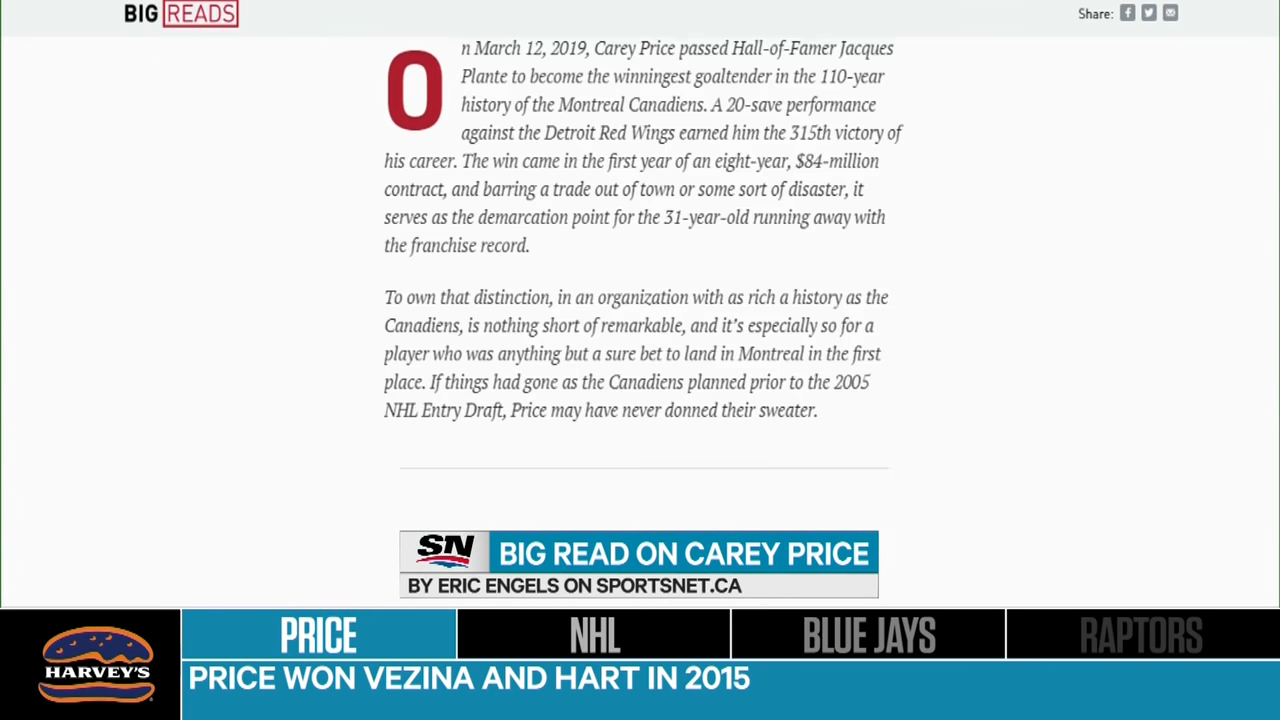 BIG READS
Share:
On March 12, 2019, Carey Price passed Hall-of-Famer Jacques
Plante to become the winningest goaltender in the 110-year
history of the Montreal Canadiens. A 20-save performance
against the Detroit Red Wings earned him the 315th victory of
his career. The win came in the first year of an eight-year, $84-million
contract, and barring a trade out of town or some sort of disaster, it
serves as the demarcation point for the 31-year-old running away with
the franchise record.
To own that distinction, in an organization with as rich a history as the
Canadiens, is nothing short of remarkable, and it's especially so for a
player who was anything but a sure bet to land in Montreal in the first
place. If things had gone as the Canadiens planned prior to the 2005
NHL Entry Draft, Price may have never donned their sweater.
SN BIG READ ON CAREY PRICE
BY ERIC ENGELS ON SPORTSNET.CA
HARVEY'S
PRICE NHL BLUE JAYS RAPTORS
PRICE WON VEZINA AND HART IN 2015